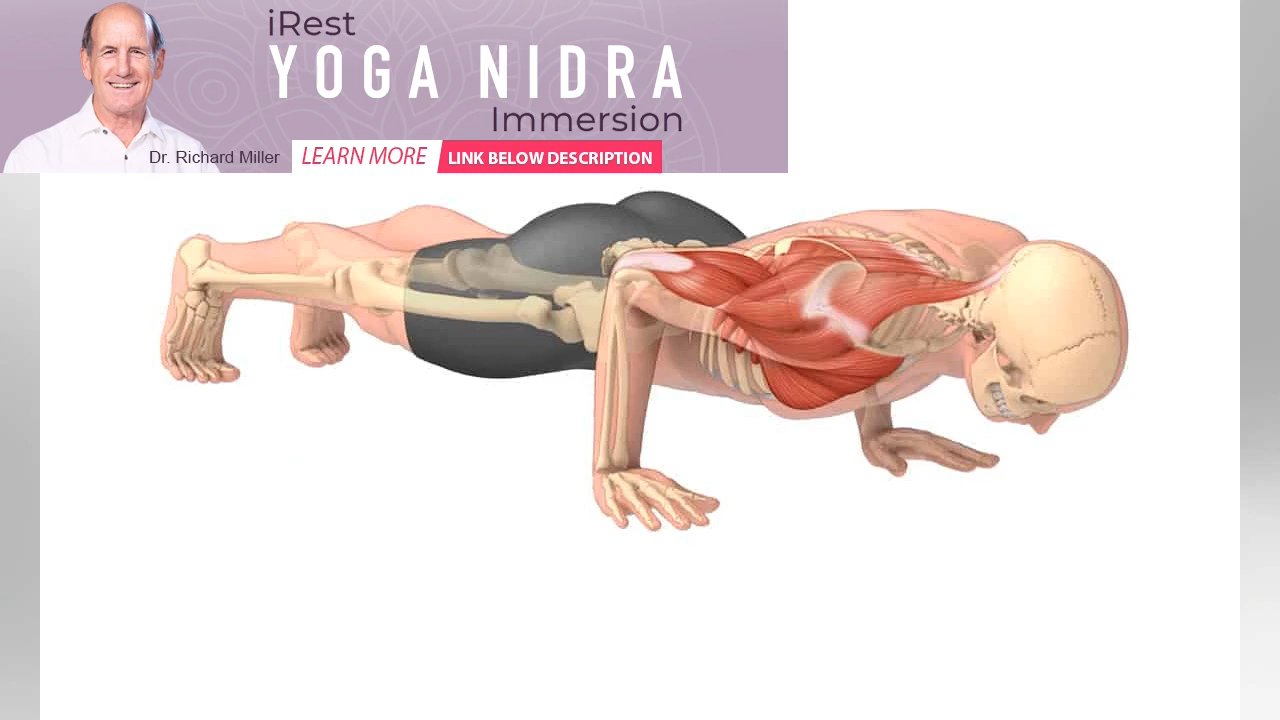 iRest
YOGA NIDRA
Immersion
Dr. Richard Miller
LEARN MORE
LINK BELOW DESCRIPTION